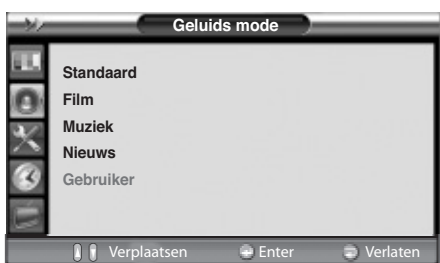 Geluids mode
Standaard
Film
Muziek
Nieuws
Gebruiker
Verplaatsen Enter Verlaten